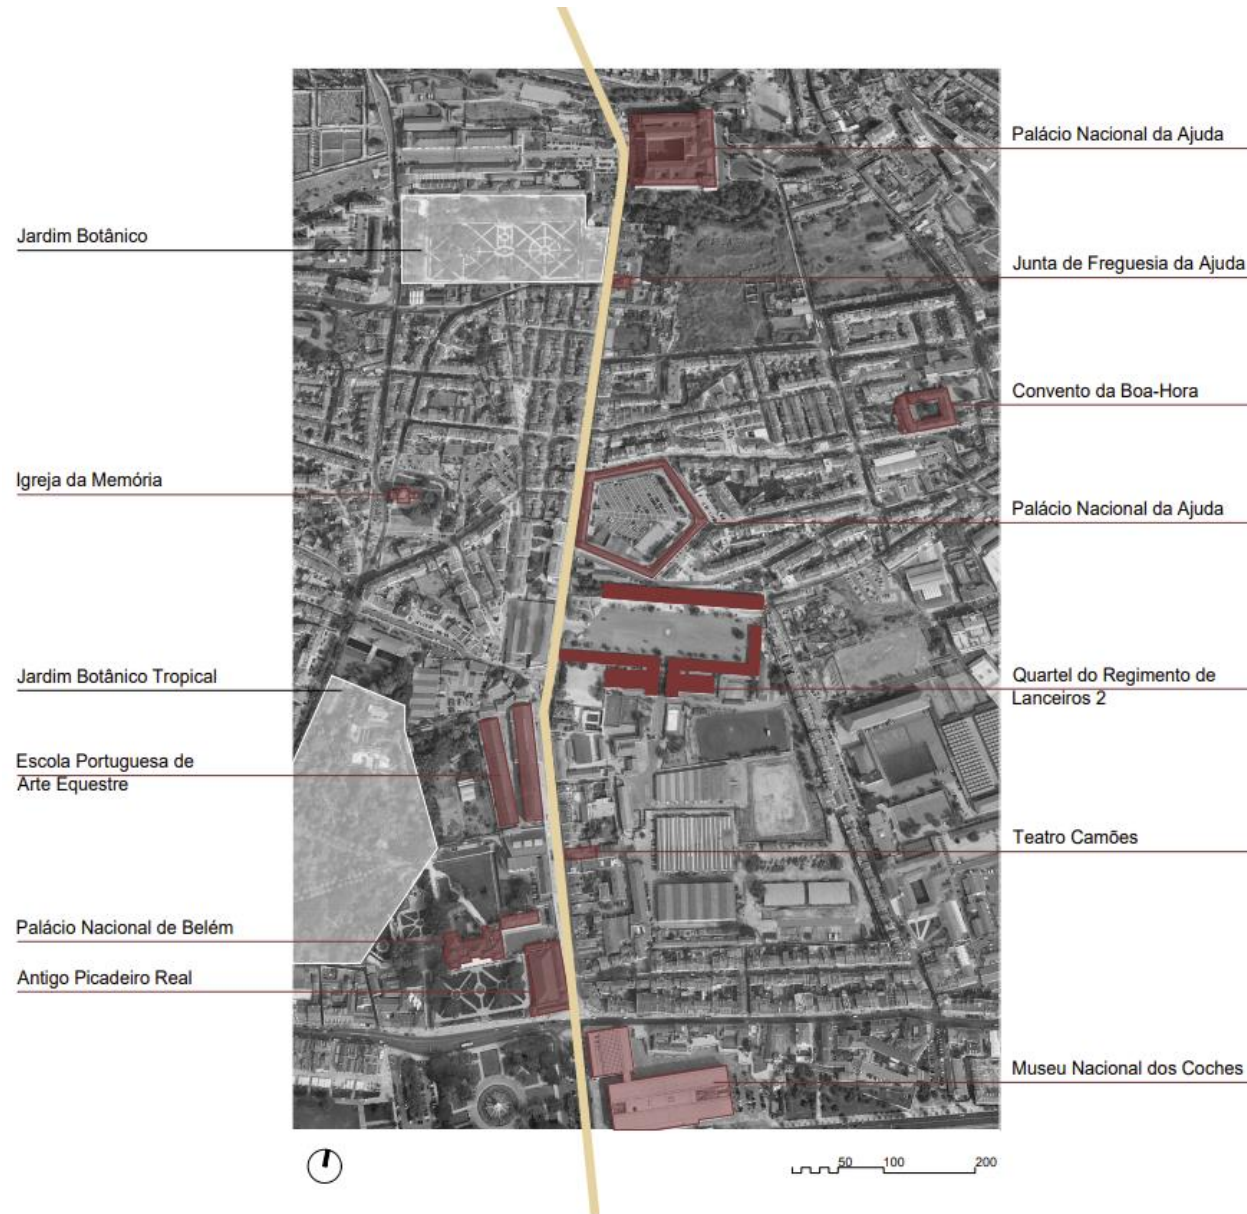 Palácio Nacional da Ajuda
Jardim Botânico
Junta de Freguesia da Ajuda
Convento da Boa-Hora
Igreja da Memória
Palácio Nacional da Ajuda
Jardim Botânico Tropical
Quartel do Regimento de
Lanceiros 2
Escola Portuguesa de
Arte Equestre
Teatro Camões
Palácio Nacional de Belém
Antigo Picadeiro Real
Museu Nacional dos Coches
50 100 200